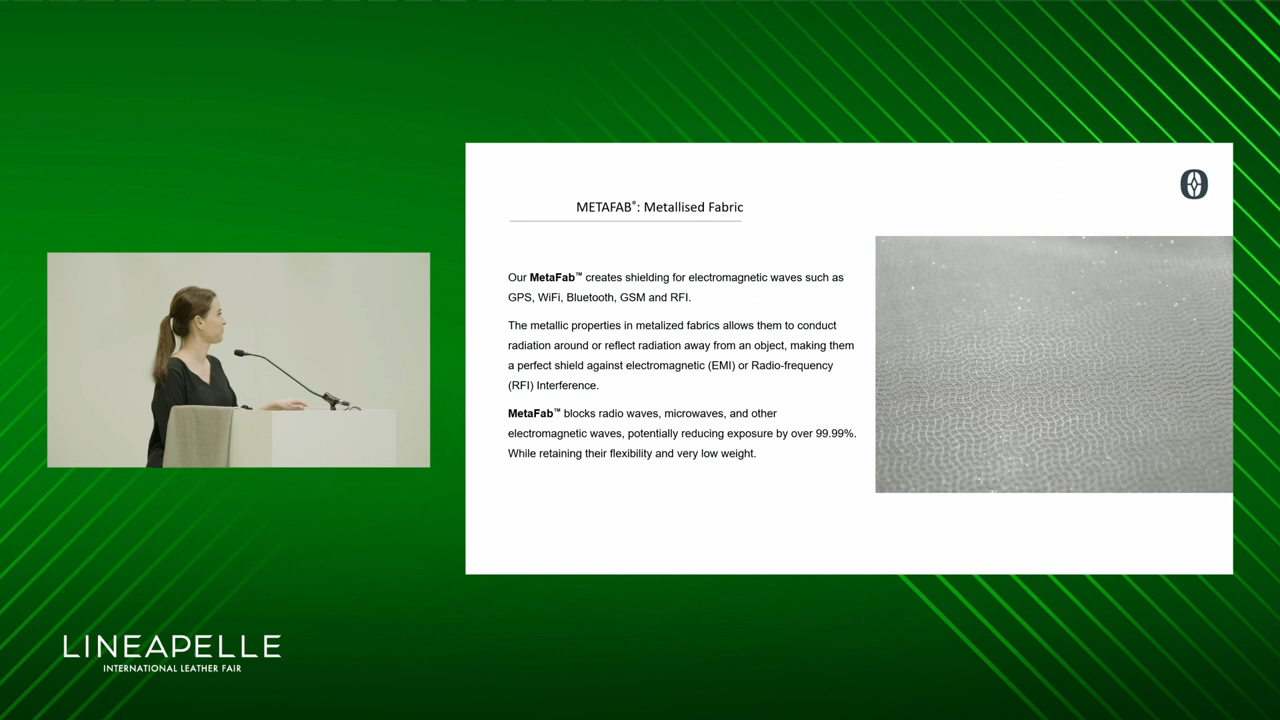 METAFAB®: Metallised Fabric
Our MetaFab™ creates shielding for electromagnetic waves such as
GPS, WiFi, Bluetooth, GSM and RFI.
The metallic properties in metalized fabrics allows them to conduct
radiation around or reflect radiation away from an object, making them
a perfect shield against electromagnetic (EMI) or Radio-frequency
(RFI) Interference.
MetaFab™ blocks radio waves, microwaves, and other
electromagnetic waves, potentially reducing exposure by over 99.99%.
While retaining their flexibility and very low weight.
LINEAPELLE
INTERNATIONAL LEATHER FAIR